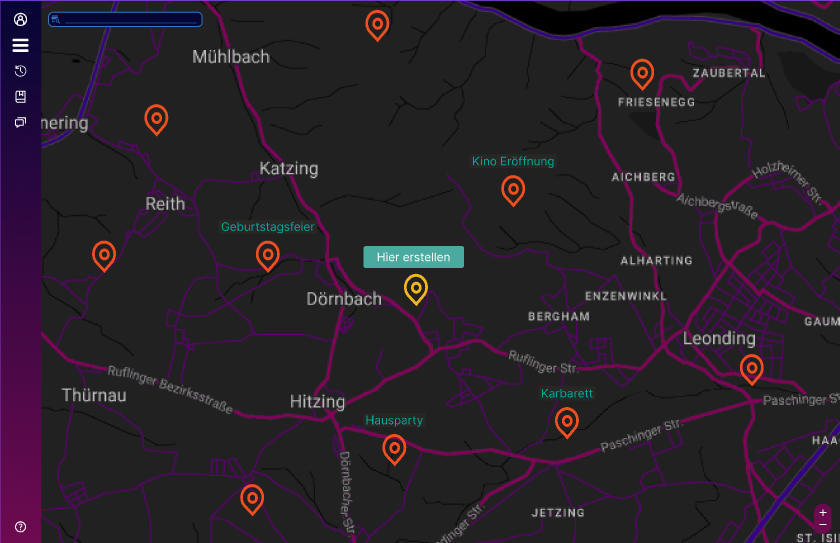 Mühlbach
ZAUBERTAL
FRIESENEGG
nering
Kino Eröffnung
Katzing
AICHBERG
Holzheimer Str.
Reith
Aichbergstraße
Geburtstagsfeier
Hier erstellen
ALHARTING
Dörnbach
ENZENWINKL
BERGHAM
GAUM
Leonding
Ruflinger Str.
Ruflinger Bezirksstraße
Thürnau
Karbarett
Hitzing
Paschinger St
Hausparty
Paschinger Str.
HAA
Dörnbacher Str.
JETZING
dinger Str.
+
−
ST. ISI